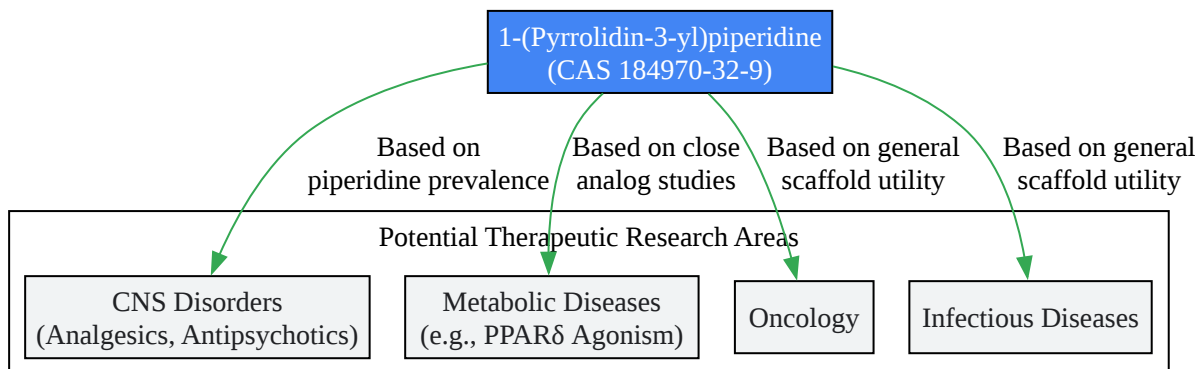 1-(Pyrrolidin-3-yl)piperidine
(CAS 184970-32-9)
Based on
piperidine prevalence
Based on close
analog studies
Based on general
scaffold utility
Based on general
scaffold utility
Potential Therapeutic Research Areas
CNS Disorders
(Analgesics, Antipsychotics)
Metabolic Diseases
(e.g., PPARδ Agonism)
Oncology
Infectious Diseases